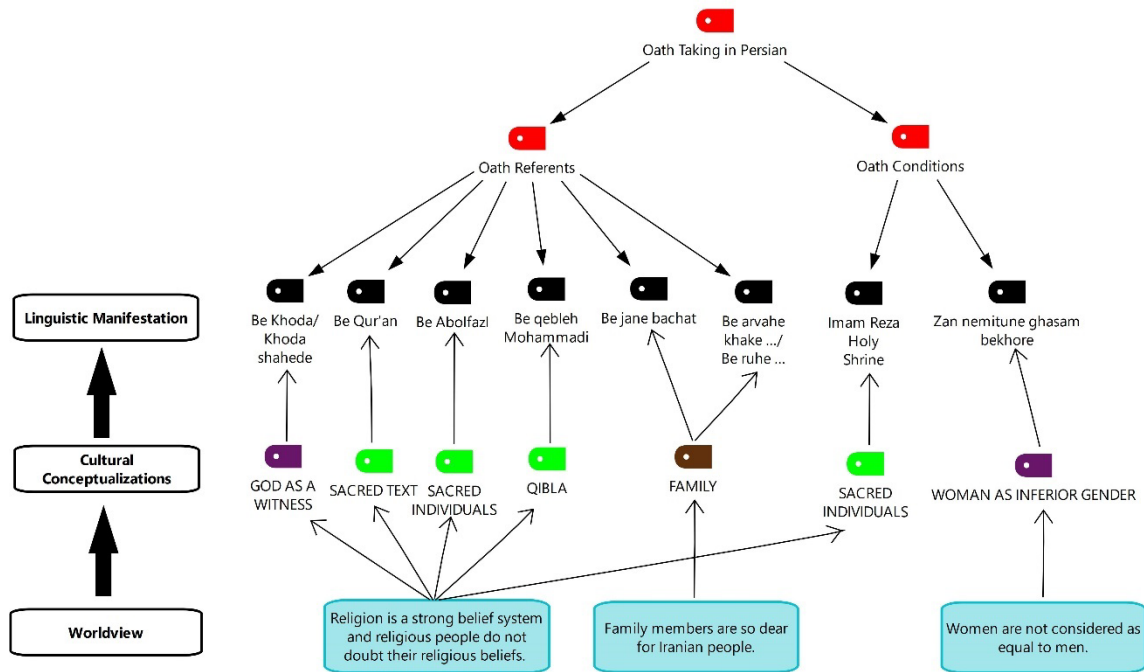 Oath Taking in Persian
Oath Referents
Oath Conditions
Linguistic Manifestation
Be Khoda/
Khoda
shahede
Be Qur'an
Be Abolfazl
Be qebleh
Mohammadi
Be jane bachat
Be arvahe
khake .../
Be ruhe ...
Imam Reza
Holy
Shrine
Zan nemitune ghasam
bekhore
Cultural
Conceptualizations
GOD AS A
WITNESS
SACRED TEXT
SACRED
INDIVIDUALS
QIBLA
FAMILY
SACRED
INDIVIDUALS
WOMAN AS INFERIOR GENDER
Worldview
Religion is a strong belief system
and religious people do not
doubt their religious beliefs.
Family members are so dear
for Iranian people.
Women are not considered as
equal to men.